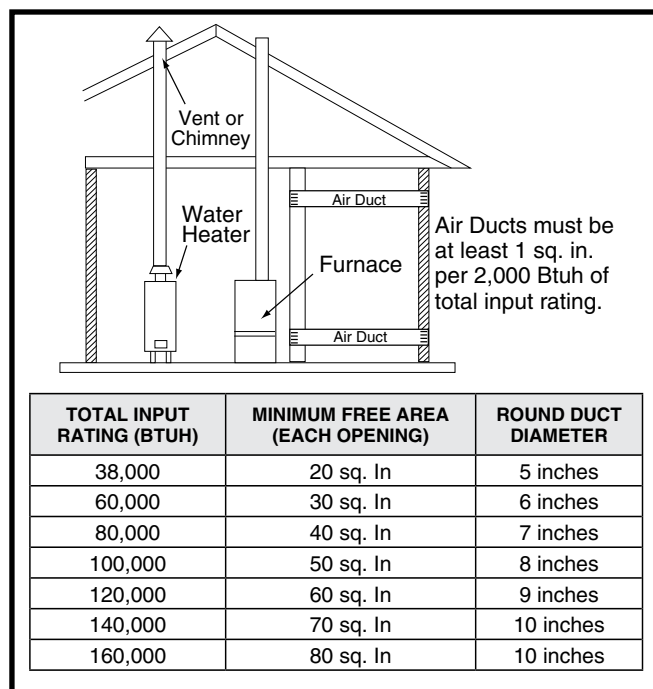 Vent or
Chimney
Air Duct
Water
Heater
Furnace
Air Ducts must be
at least 1 sq. in.
per 2,000 Btuh of
total input rating.
Air Duct
TOTAL INPUT RATING (BTUH) MINIMUM FREE AREA (EACH OPENING) ROUND DUCT DIAMETER
38,000 20 sq. In 5 inches
60,000 30 sq. In 6 inches
80,000 40 sq. In 7 inches
100,000 50 sq. In 8 inches
120,000 60 sq. In 9 inches
140,000 70 sq. In 10 inches
160,000 80 sq. In 10 inches